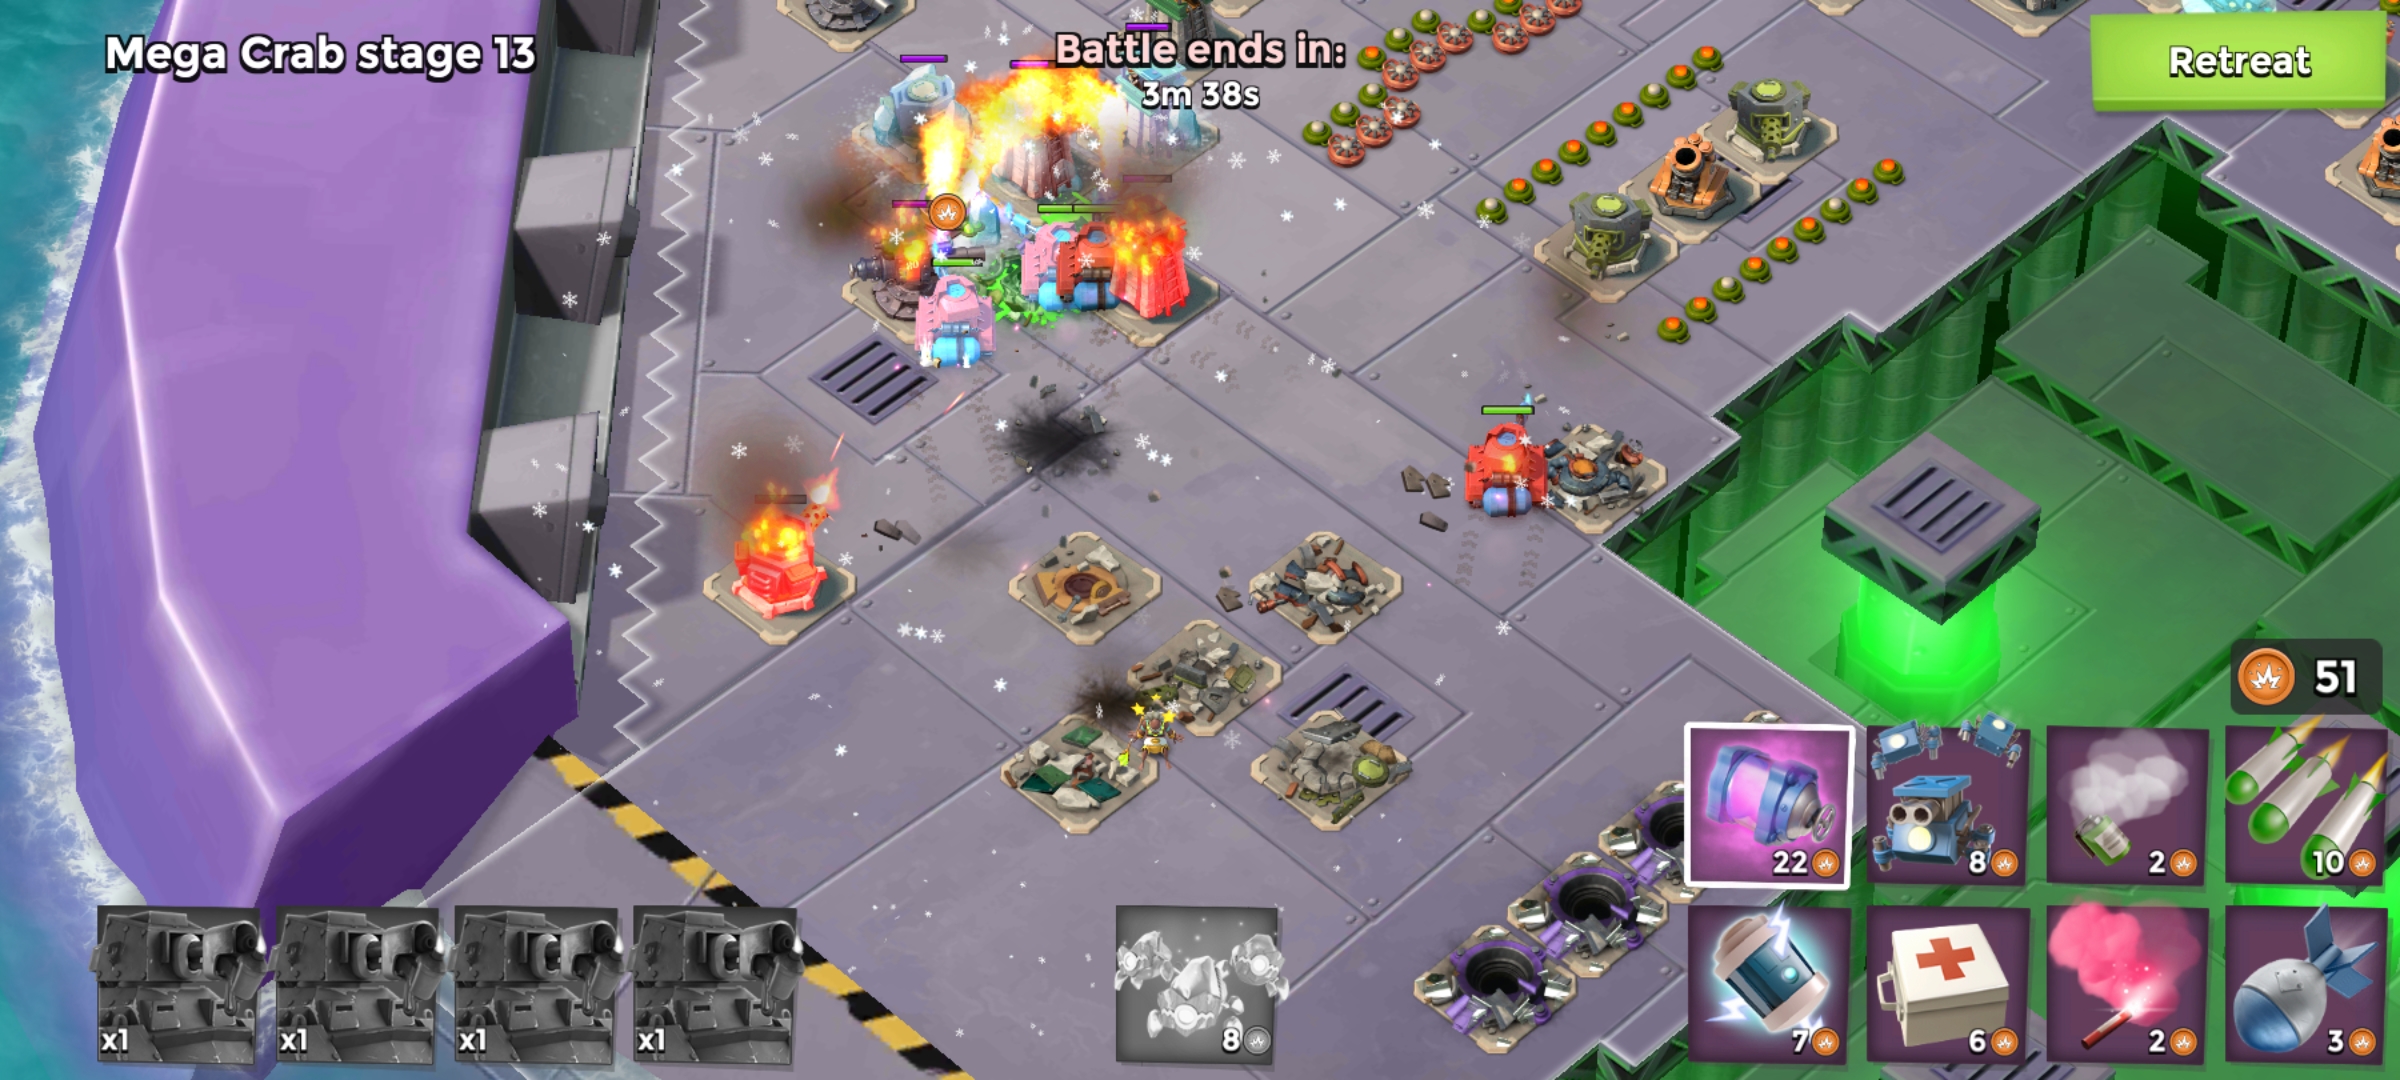 Mega Crab stage 13
Battle ends in:
3m 38s
Retreat
51
22
8
2
10
x1
x1
x1
x1
8
7
6
2
3